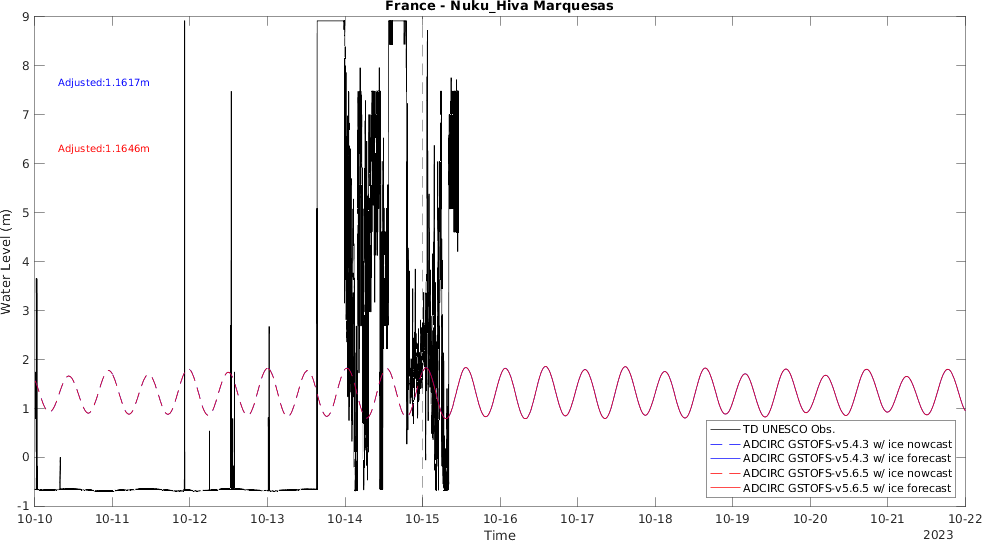 France - Nuku_Hiva Marquesas
9
8
7
6
5
4
3
2
1
0
-1
Water Level (m)
Adjusted:1.1617m
Adjusted:1.1646m
TD UNESCO Obs.
ADCIRC GSTOFS-v5.4.3 w/ ice nowcast
ADCIRC GSTOFS-v5.4.3 w/ ice forecast
ADCIRC GSTOFS-v5.6.5 w/ ice nowcast
ADCIRC GSTOFS-v5.6.5 w/ ice forecast
10-10 10-11 10-12 10-13 10-14 10-15 10-16 10-17 10-18 10-19 10-20 10-21 10-22
Time
2023